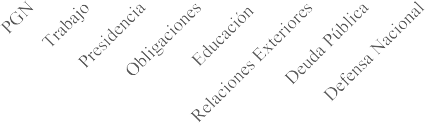 PGN
Trabajo
Presidencia
Obligaciones
Educación
Relaciones Exteriores
Deuda Pública
Defensa Nacional